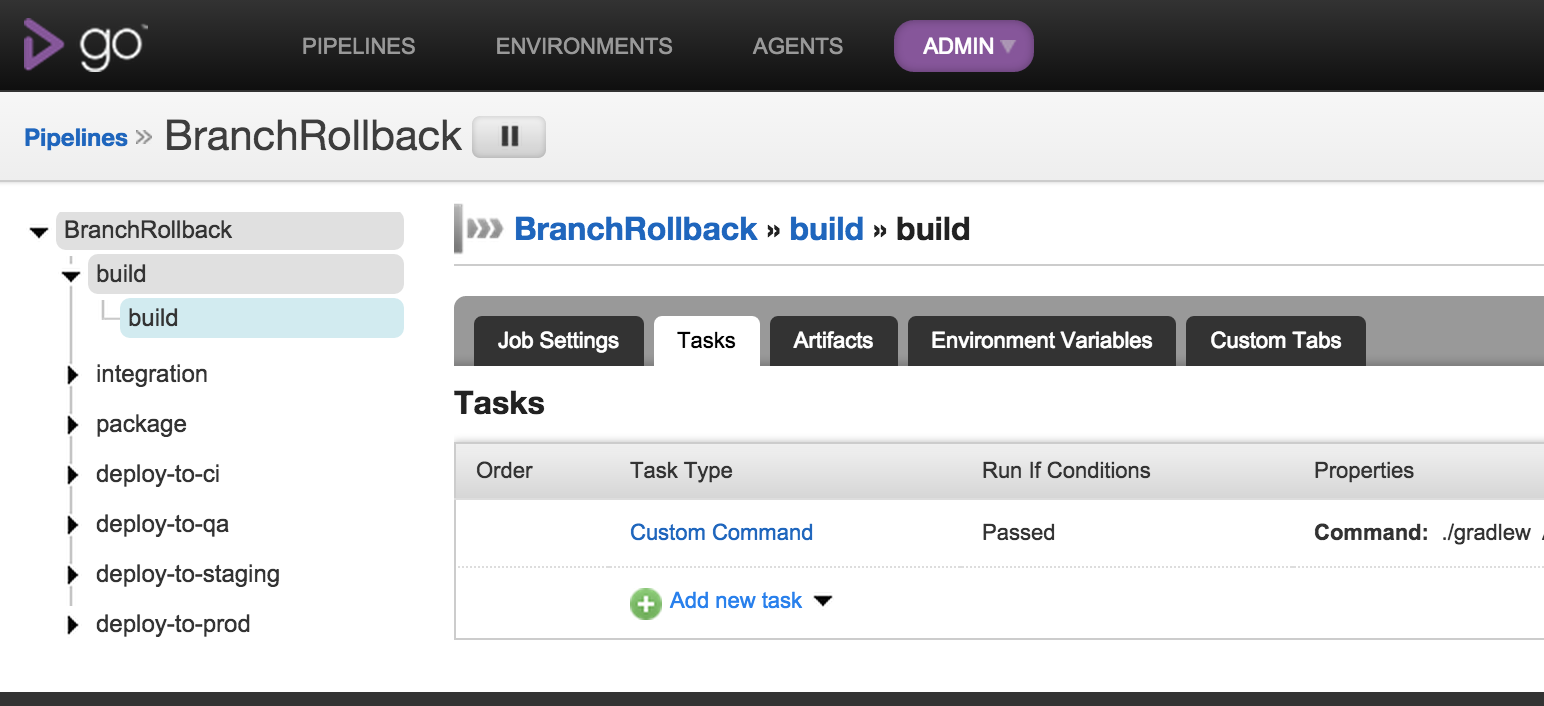 go™
PIPELINES ENVIRONMENTS AGENTS ADMIN
Pipelines » BranchRollback
BranchRollback
build
build
integration
package
deploy-to-ci
deploy-to-qa
deploy-to-staging
deploy-to-prod
BranchRollback » build » build
Job Settings Tasks Artifacts Environment Variables Custom Tabs
Tasks
Order Task Type Run If Conditions Properties
Custom Command Passed Command: ./gradlew
Add new task